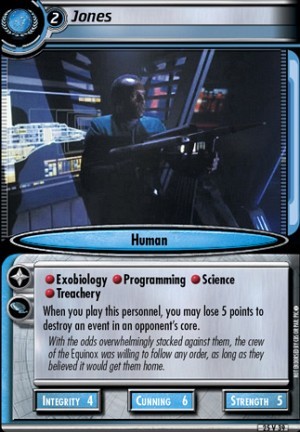 2 Jones
Human
Exobiology Programming Science
Treachery
When you play this personnel, you may lose 5 points to
destroy an event in an opponent's core.
With the odds overwhelmingly stacked against them, the crew
of the Equinox was willing to follow any order, as long as they
believed it would get them home.
INTEGRITY 4 CUNNING 6 STRENGTH 5